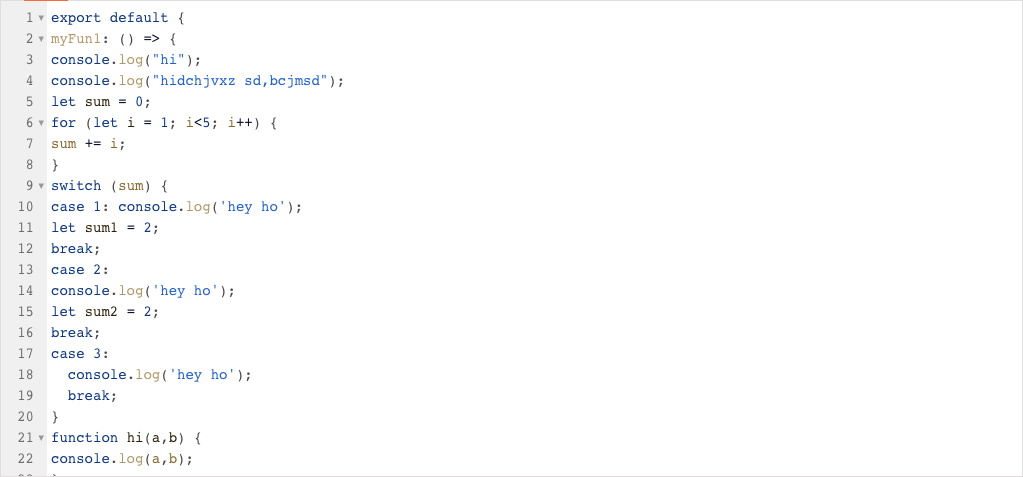 1 export default {
2 myFun1: () => {
3 console.log("hi");
4 console.log("hidchjvxz sd,bcjmsd");
5 let sum = 0;
6 for (let i = 1; i<5; i++) {
7 sum += i;
8 }
9 switch (sum) {
10 case 1: console.log('hey ho');
11 let sum1 = 2;
12 break;
13 case 2:
14 console.log('hey ho');
15 let sum2 = 2;
16 break;
17 case 3:
18   console.log('hey ho');
19   break;
20 }
21 function hi(a,b) {
22 console.log(a,b);